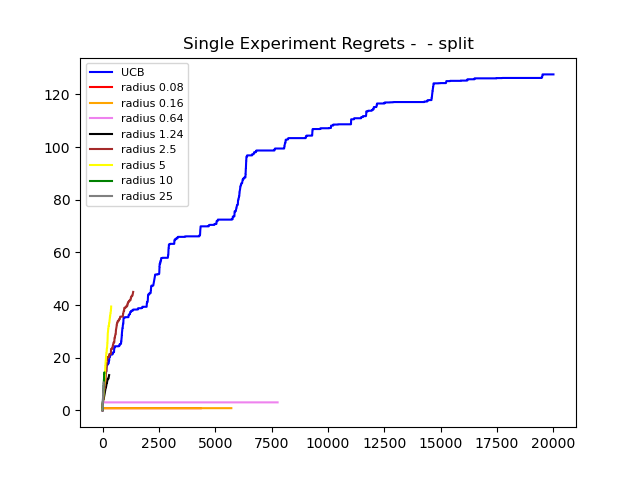 Single Experiment Regrets -  - split
UCB
radius 0.08
radius 0.16
radius 0.64
radius 1.24
radius 2.5
radius 5
radius 10
radius 25
120
100
80
60
40
20
0
0 2500 5000 7500 10000 12500 15000 17500 20000